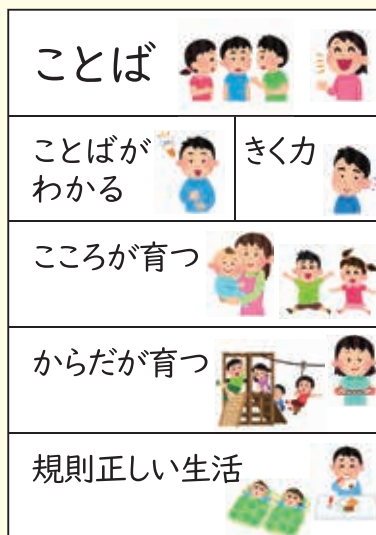 ことば
ことばが
わかる
きく力
こころが育つ
からだが育つ
規則正しい生活